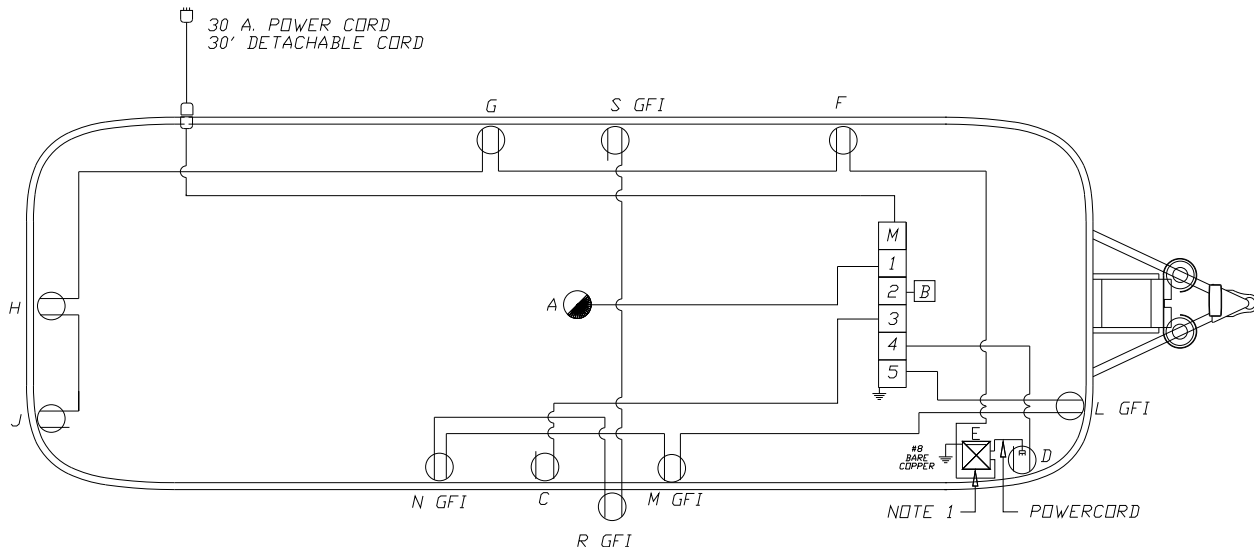 30 A. POWER CORD
30' DETACHABLE CORD
G
S GFI
F
M
1
2
B
3
4
5
A
H
J
L GFI
E
#8
BARE
COPPER
D
N GFI
C
M GFI
NOTE 1
POWERCORD
R GFI